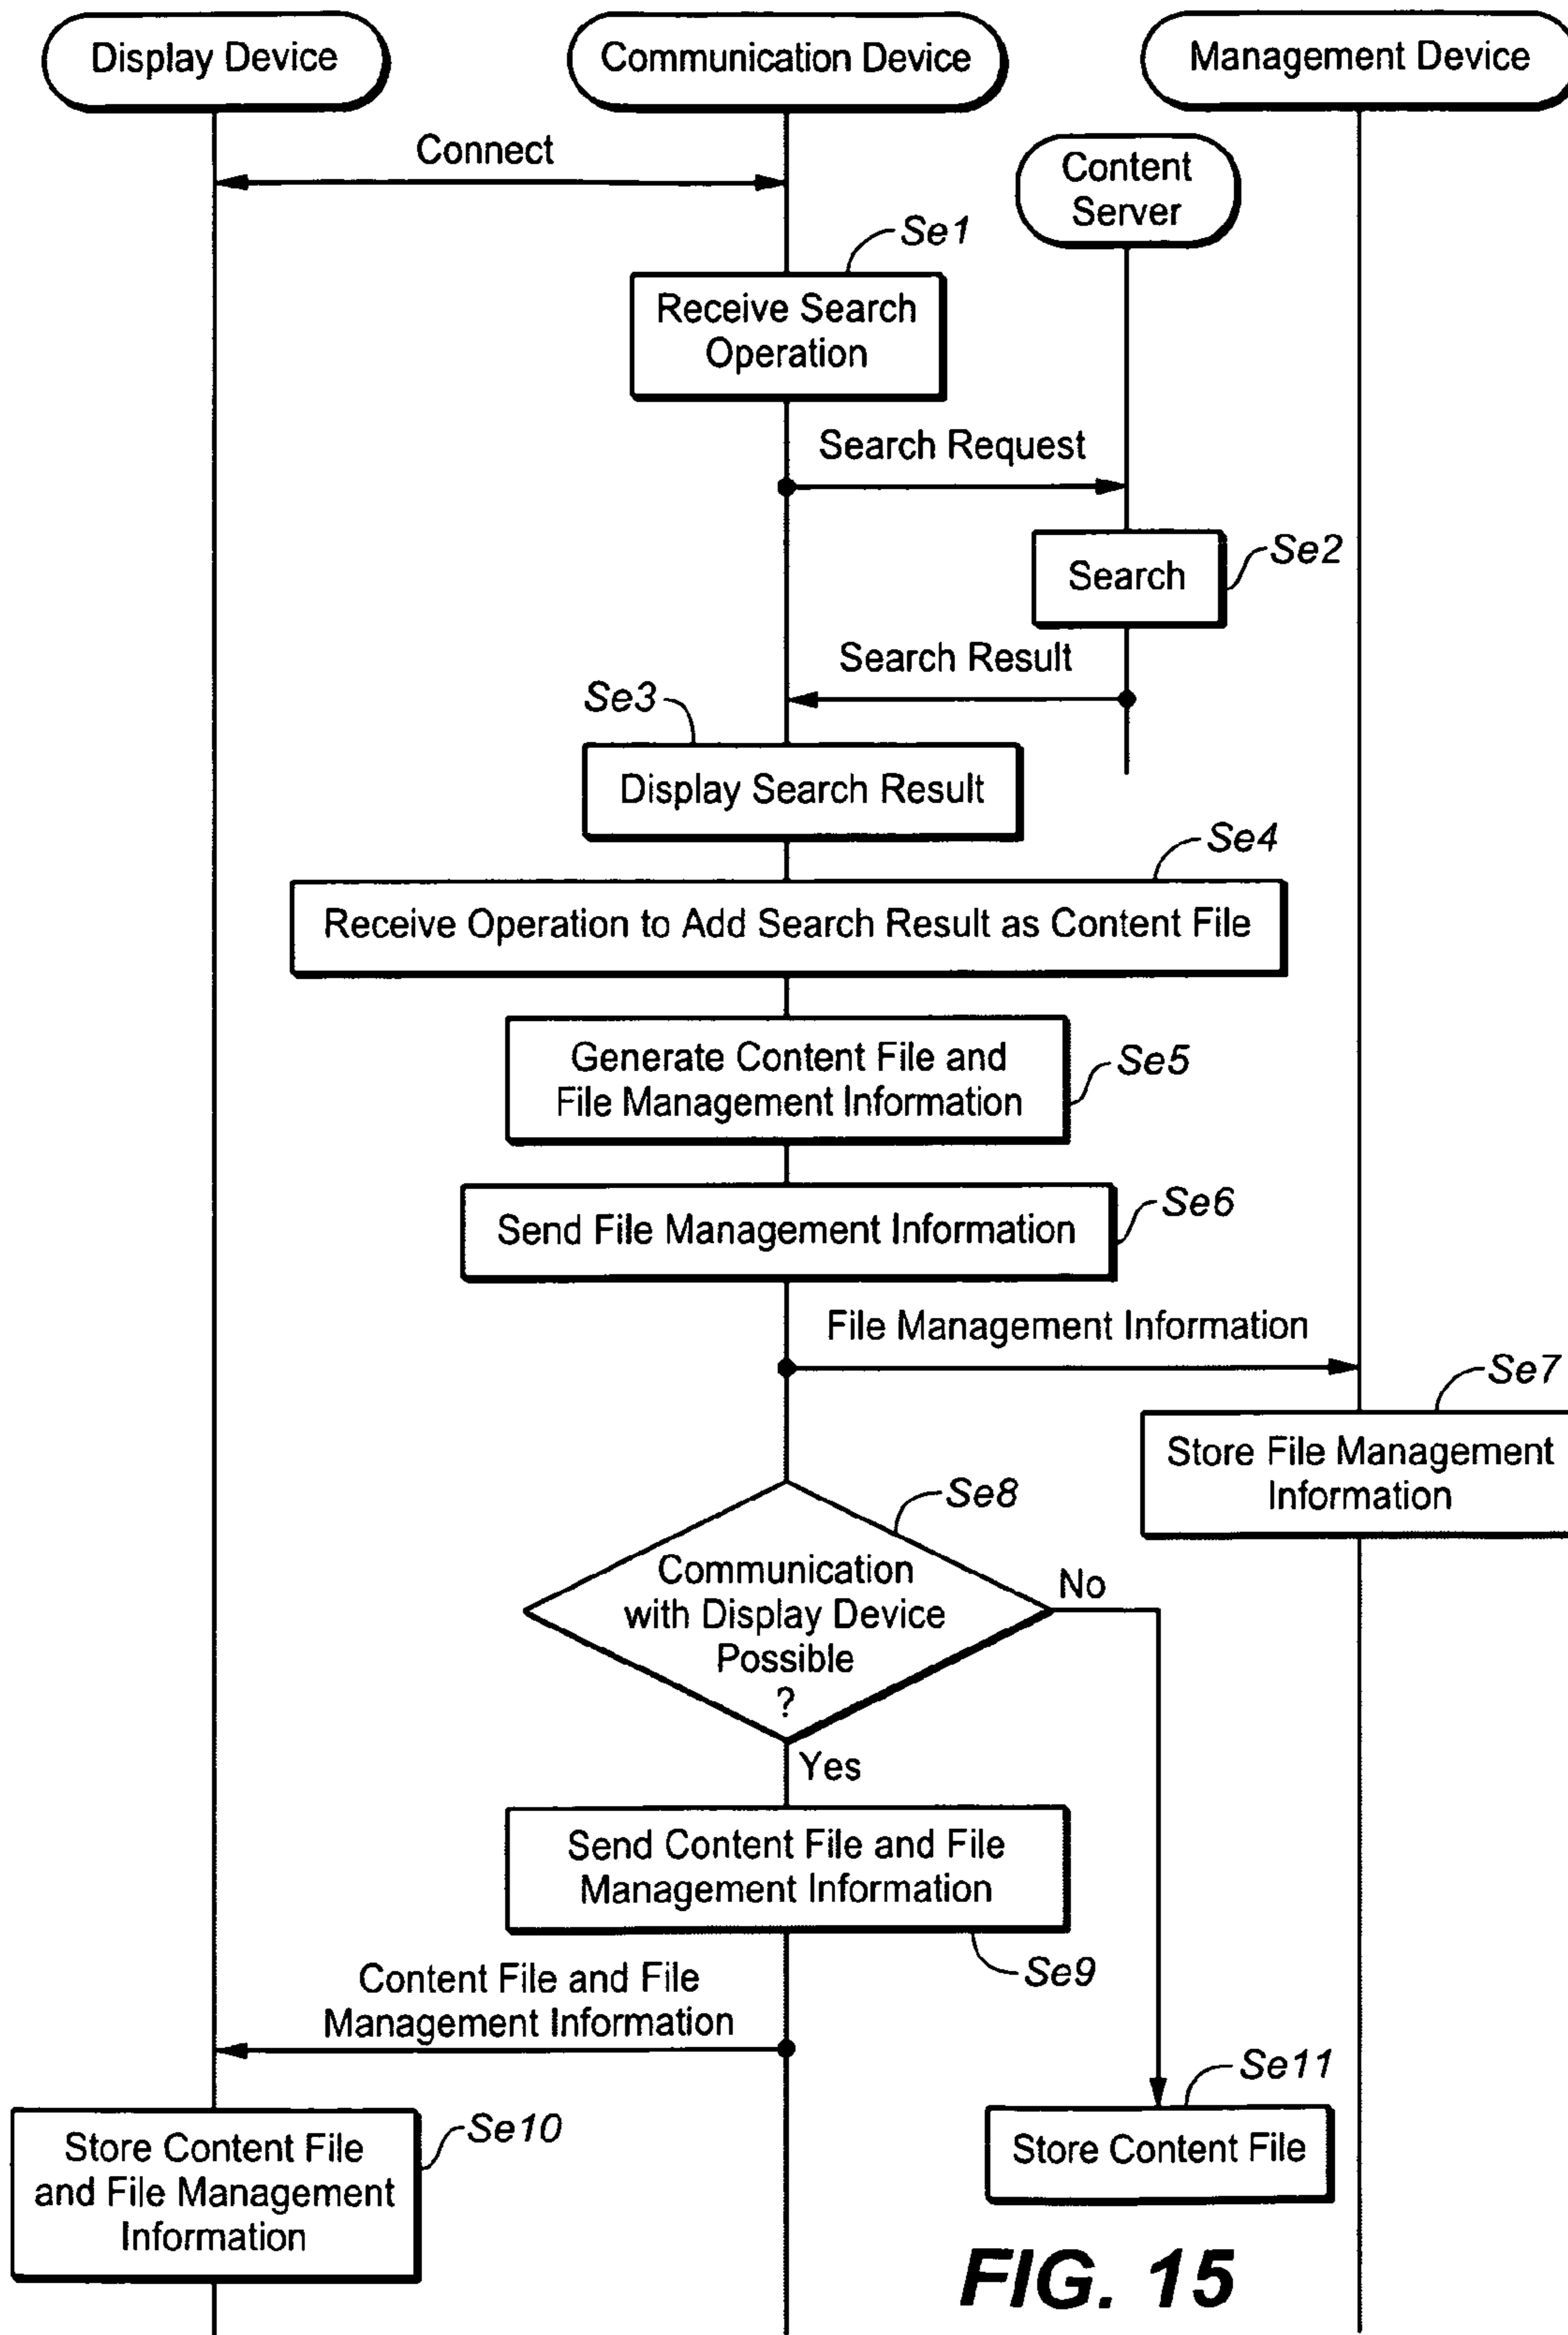 Display Device
Communication Device
Management Device
Connect
Content
Server
Se1
Receive Search
Operation
Search Request
Se2
Search
Search Result
Se3
Display Search Result
Se4
Receive Operation to Add Search Result as Content File
Generate Content File and
File Management Information
Se5
Send File Management Information
Se6
File Management Information
Se7
Store File Management
Information
Se8
Communication
with Display Device
Possible
?
No
Yes
Send Content File and File
Management Information
Se9
Content File and File
Management Information
Se11
Store Content File
Se10
Store Content File
and File Management
Information
FIG. 15